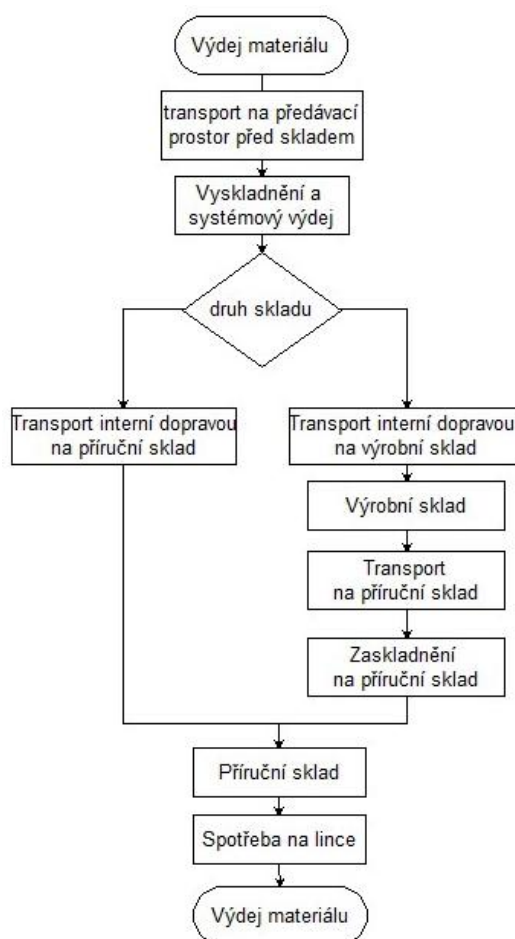 Výdej materiálu
transport na předávací
prostor před skladem
Vyskladnění a
systémový výdej
druh skladu
Transport interní dopravou
na příruční sklad
Transport interní dopravou
na výrobní sklad
Výrobní sklad
Transport
na příruční sklad
Zaskladnění
na příruční sklad
Příruční sklad
Spotřeba na lince
Výdej materiálu